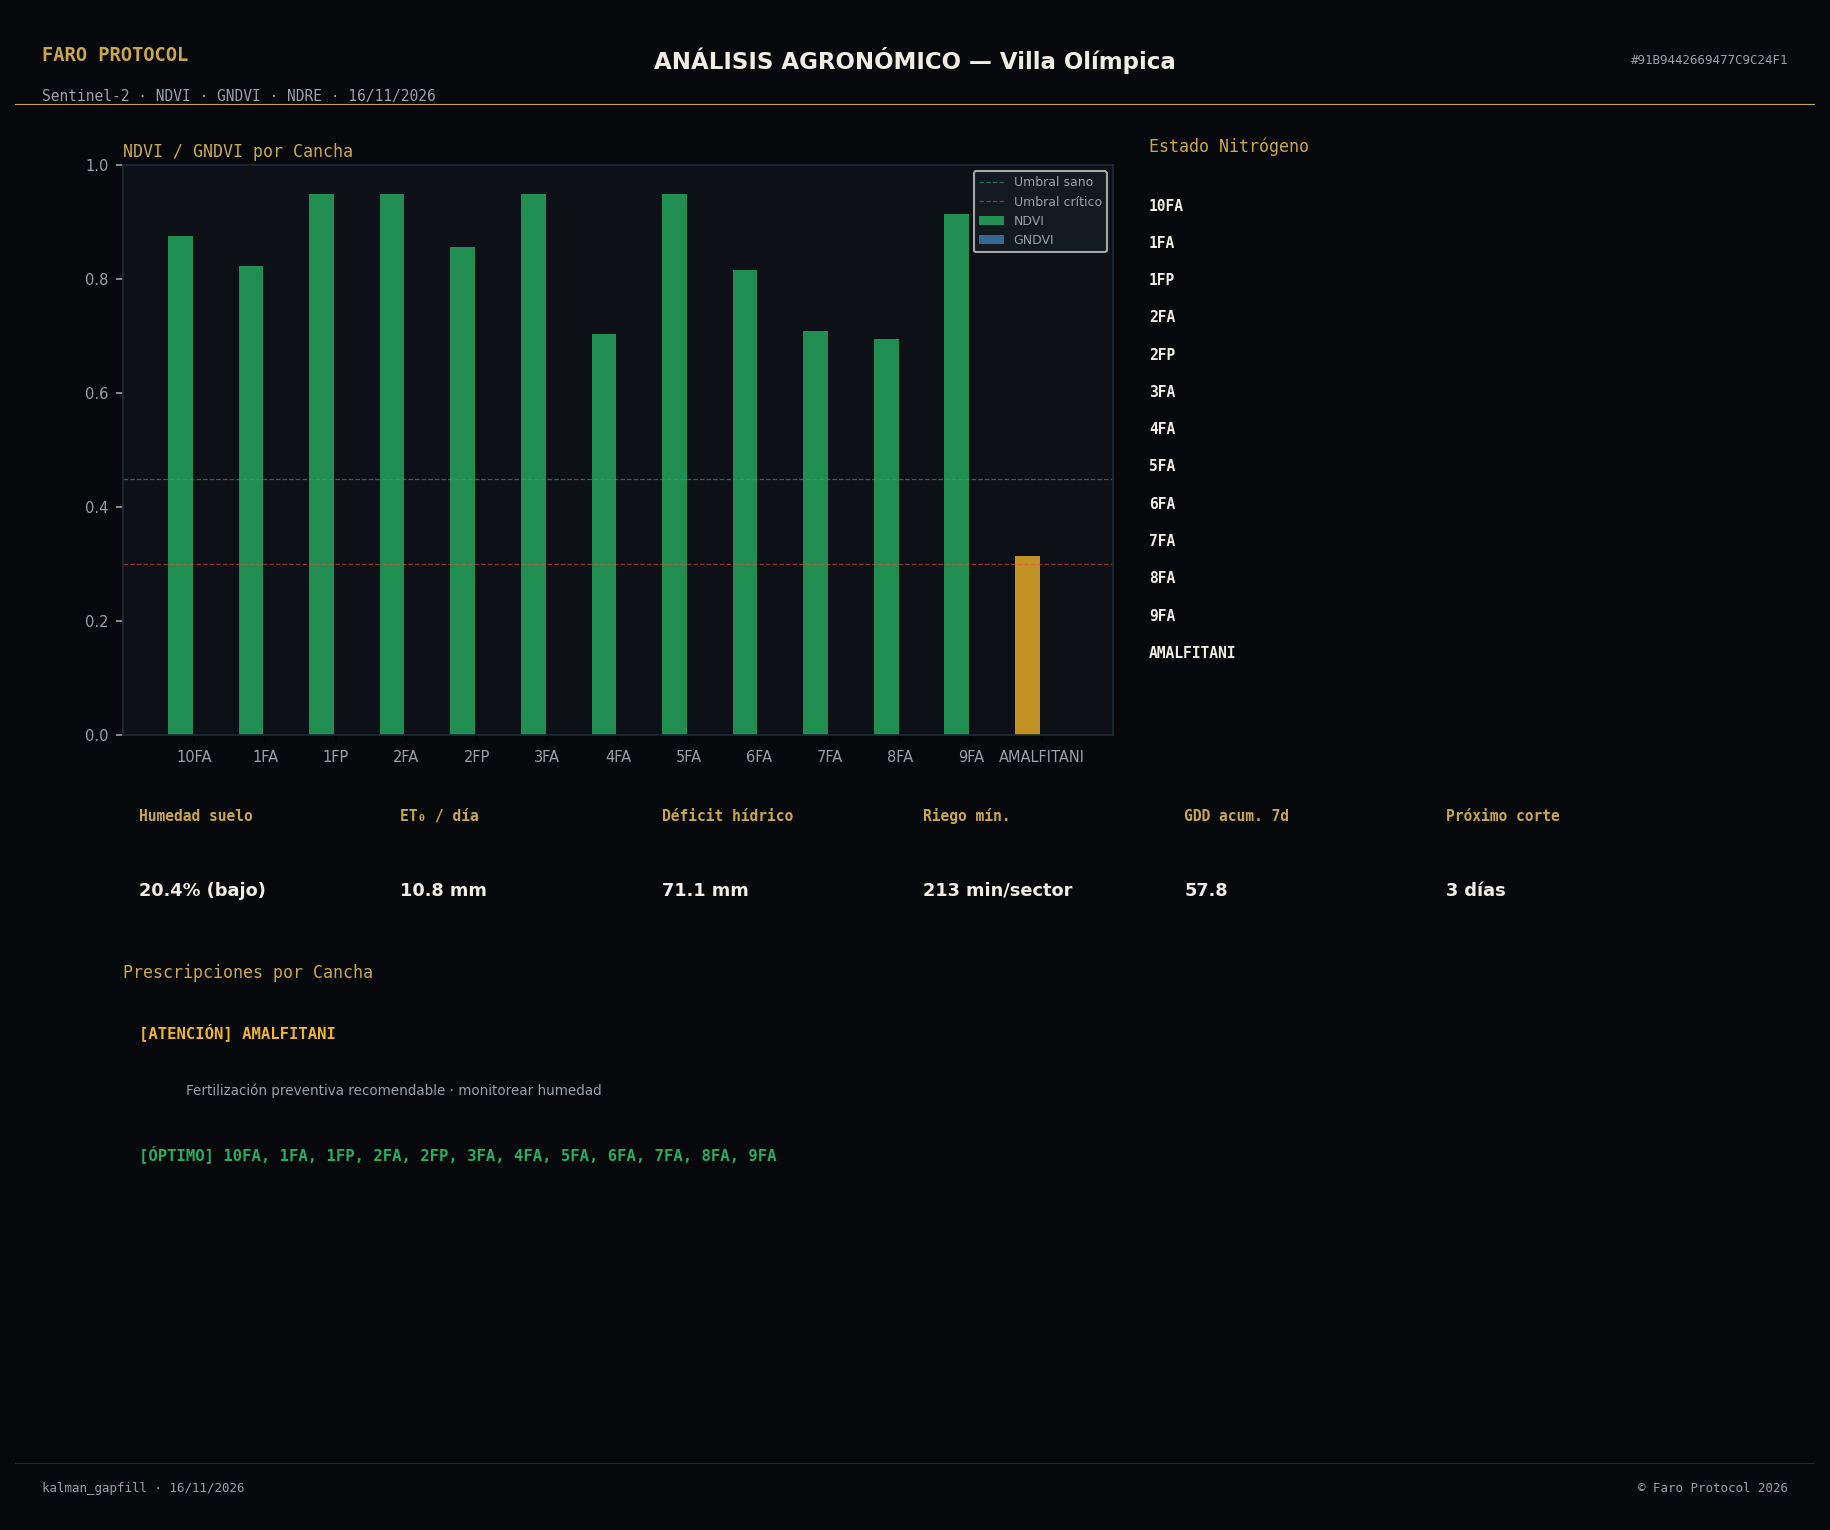 FARO PROTOCOL
ANÁLISIS AGRONÓMICO — Villa Olímpica
#91B9442669477C9C24F1
Sentinel-2 · NDVI · GNDVI · NDRE · 16/11/2026
NDVI / GNDVI por Cancha
1.0
0.8
0.6
0.4
0.2
0.0
Umbral sano
Umbral crítico
NDVI
GNDVI
10FA 1FA 1FP 2FA 2FP 3FA 4FA 5FA 6FA 7FA 8FA 9FA AMALFITANI
Estado Nitrógeno
10FA
1FA
1FP
2FA
2FP
3FA
4FA
5FA
6FA
7FA
8FA
9FA
AMALFITANI
Humedad suelo ET₀ / día Déficit hídrico Riego mín. GDD acum. 7d Próximo corte
20.4% (bajo) 10.8 mm 71.1 mm 213 min/sector 57.8 3 días
Prescripciones por Cancha
[ATENCIÓN] AMALFITANI
Fertilización preventiva recomendable · monitorear humedad
[ÓPTIMO] 10FA, 1FA, 1FP, 2FA, 2FP, 3FA, 4FA, 5FA, 6FA, 7FA, 8FA, 9FA
kalman_gapfill · 16/11/2026
© Faro Protocol 2026